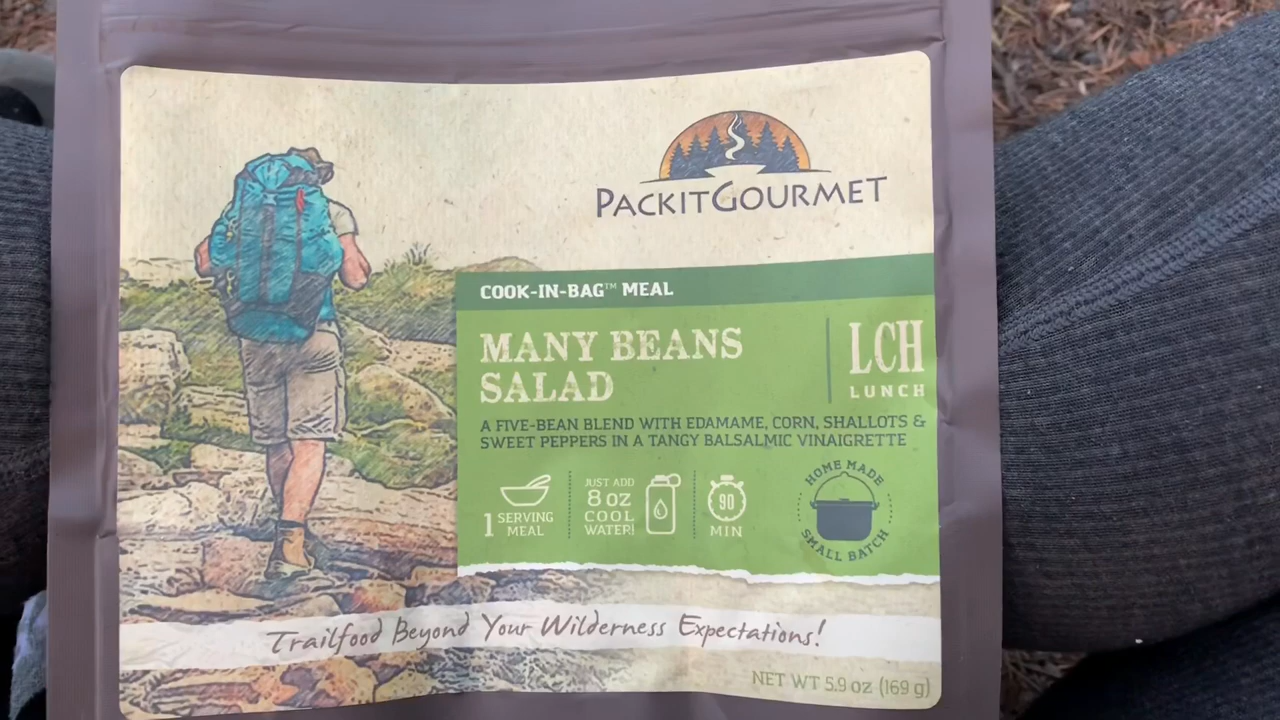 PACKITGOURMET
COOK-IN-BAG™ MEAL
MANY BEANS
SALAD
LCH
LUNCH
A FIVE-BEAN BLEND WITH EDAMAME, CORN, SHALLOTS &
SWEET PEPPERS IN A TANGY BALSALMIC VINAIGRETTE
1 SERVING
MEAL
JUST ADD
8 OZ
COOL
WATER!
90
MIN
HOME MADE
SMALL BATCH
Trailfood Beyond Your Wilderness Expectations!
NET WT 5.9 OZ (169 g)